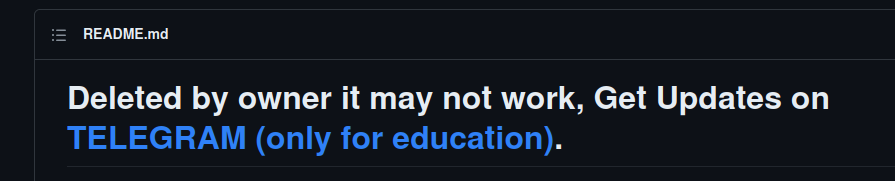 README.md
Deleted by owner it may not work, Get Updates on
TELEGRAM (only for education).